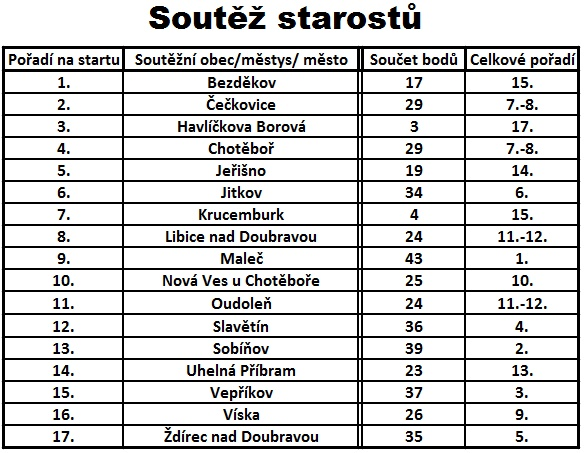 Soutěž starostů
Pořadí na startu Soutěžní obec/městys/ město Součet bodů Celkové pořadí
1. Bezděkov 17 15.
2. Čečkovice 29 7.-8.
3. Havlíčkova Borová 3 17.
4. Chotěboř 29 7.-8.
5. Jeřišno 19 14.
6. Jitkov 34 6.
7. Krucemburk 4 15.
8. Libice nad Doubravou 24 11.-12.
9. Maleč 43 1.
10. Nová Ves u Chotěboře 25 10.
11. Oudoleň 24 11.-12.
12. Slavětín 36 4.
13. Sobíňov 39 2.
14. Uhelná Příbram 23 13.
15. Vepříkov 37 3.
16. Víska 26 9.
17. Ždírec nad Doubravou 35 5.